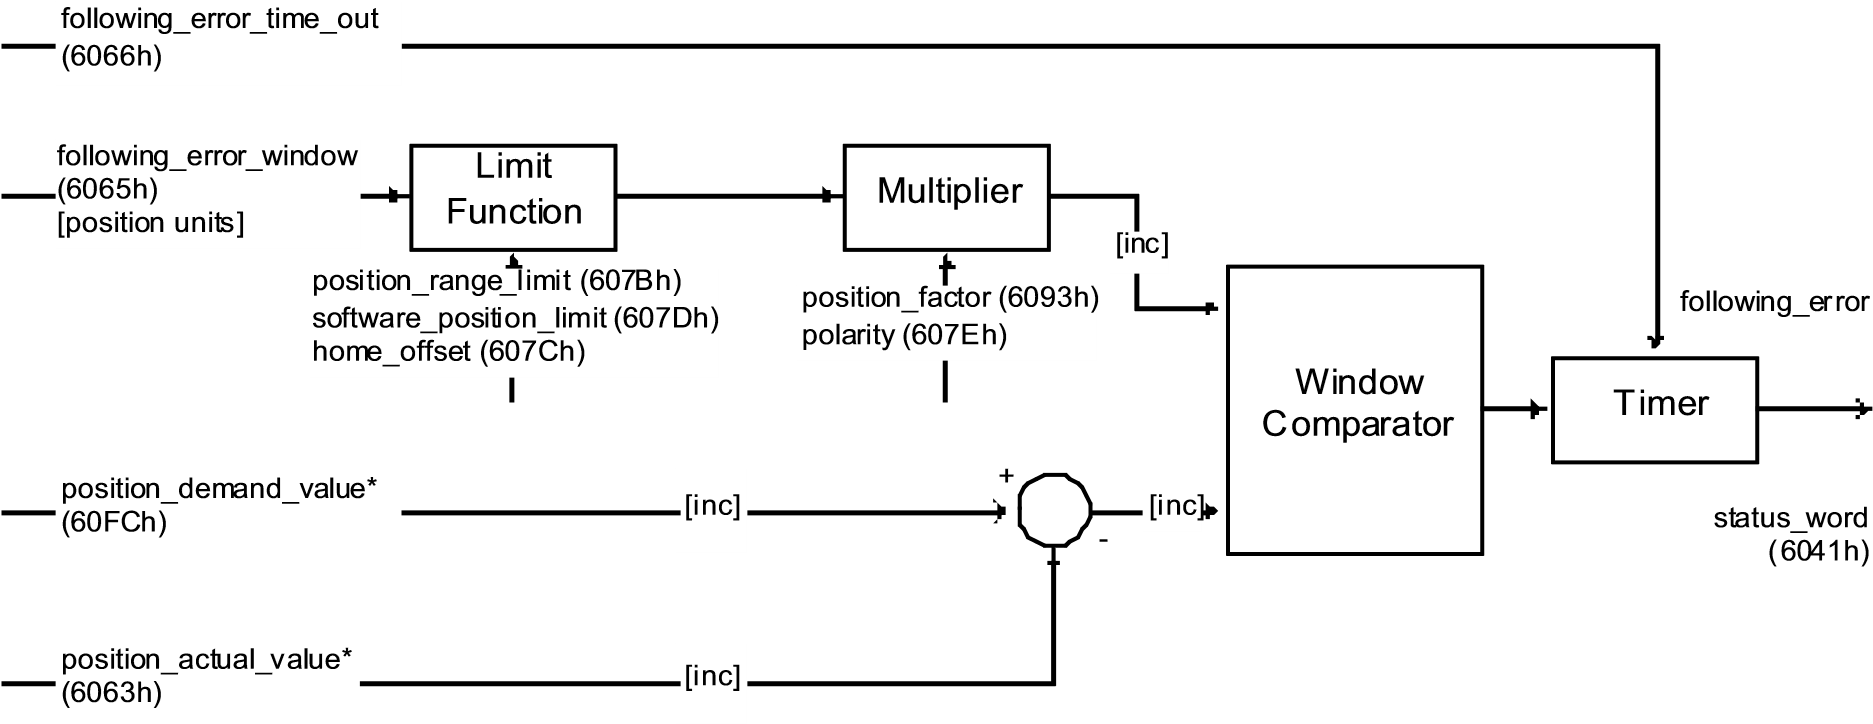 following_error_time_out
(6066h)
following_error_window
(6065h)
[position units]
Limit
Function
position_range_limit (607Bh)
software_position_limit (607Dh)
home_offset (607Ch)
Multiplier
position_factor (6093h)
polarity (607Eh)
[inc]
Window
Comparator
following_error
Timer
status_word
(6041h)
position_demand_value*
(60FCh)
[inc]
+
-
[inc]
position_actual_value*
(6063h)
[inc]